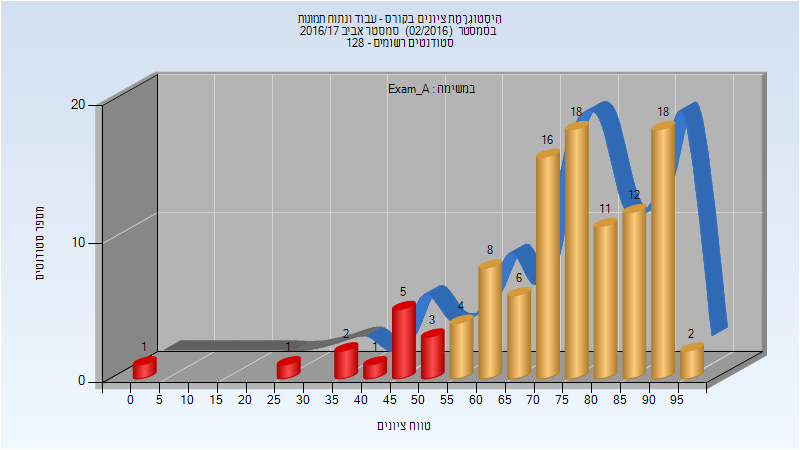 היסטוגרמת ציונים בקורס - עבוד ונתוח תמונות
בסמסטר (02/2016) סמסטר אביב 2016/17
סטודנטים רשומים - 128
במשימה : Exam_A
מספר סטודנטים
20
10
0
1
1
2
1
5
3
4
8
6
16
18
11
12
18
2
0 5 10 15 20 25 30 35 40 45 50 55 60 65 70 75 80 85 90 95
טווח ציונים